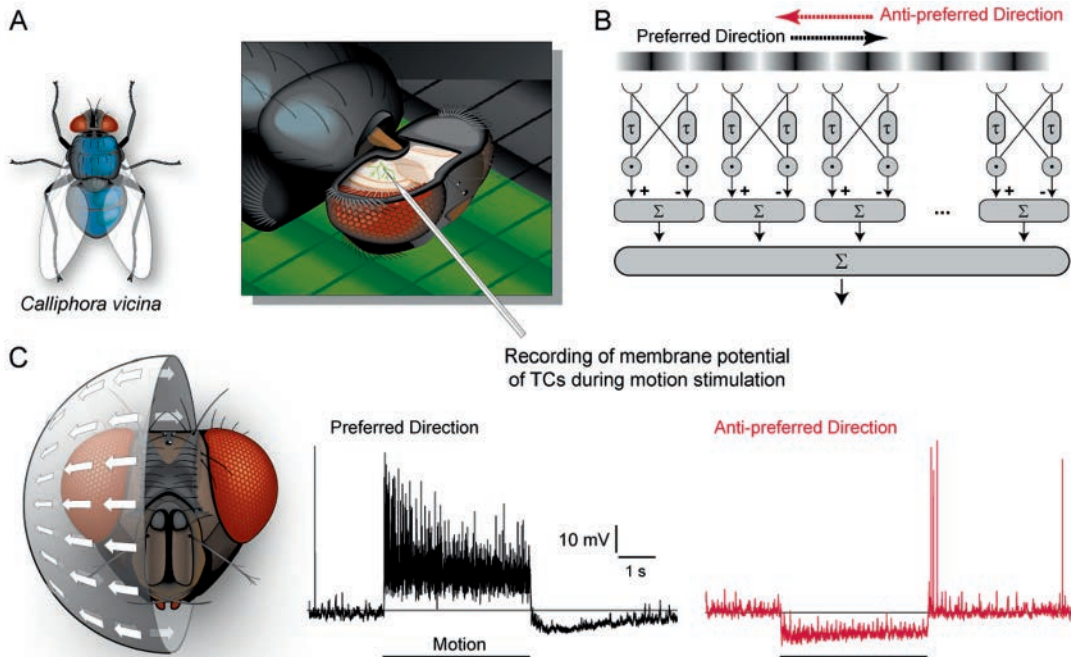 A
Calliphora vicina
Recording of membrane potential
of TCs during motion stimulation
B
Anti-preferred Direction
Preferred Direction
τ τ τ τ τ τ τ τ
+ - + - + - + -
Σ Σ Σ ... Σ
Σ
C
Preferred Direction
10 mV
1 s
Motion
Anti-preferred Direction